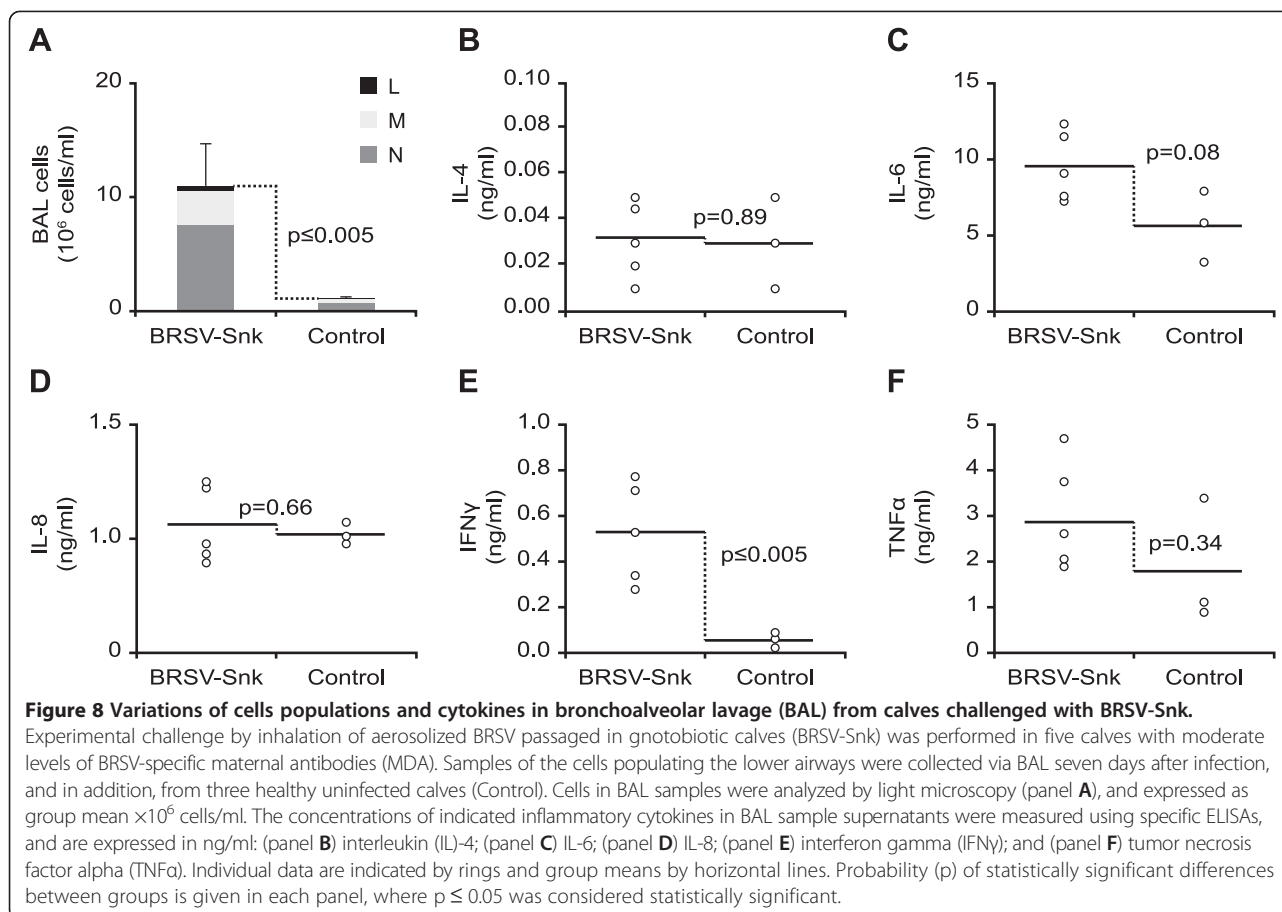 A
20
10
0
BAL cells
(10⁶ cells/ml)
L
M
N
p≤0.005
BRSV-Snk Control
B
0.10
0.08
0.06
0.04
0.02
0.00
IL-4
(ng/ml)
p=0.89
BRSV-Snk Control
C
15
10
5
0
IL-6
(ng/ml)
p=0.08
BRSV-Snk Control
D
1.5
1.0
0
IL-8
(ng/ml)
p=0.66
BRSV-Snk Control
E
1.0
0.8
0.6
0.4
0.2
0.0
IFNγ
(ng/ml)
p≤0.005
BRSV-Snk Control
F
5
4
3
2
1
0
TNFα
(ng/ml)
p=0.34
BRSV-Snk Control
Figure 8 Variations of cells populations and cytokines in bronchoalveolar lavage (BAL) from calves challenged with BRSV-Snk.
Experimental challenge by inhalation of aerosolized BRSV passaged in gnotobiotic calves (BRSV-Snk) was performed in five calves with moderate
levels of BRSV-specific maternal antibodies (MDA). Samples of the cells populating the lower airways were collected via BAL seven days after infection,
and in addition, from three healthy uninfected calves (Control). Cells in BAL samples were analyzed by light microscopy (panel A), and expressed as
group mean ×10⁶ cells/ml. The concentrations of indicated inflammatory cytokines in BAL sample supernatants were measured using specific ELISAs,
and are expressed in ng/ml: (panel B) interleukin (IL)-4; (panel C) IL-6; (panel D) IL-8; (panel E) interferon gamma (IFNγ); and (panel F) tumor necrosis
factor alpha (TNFα). Individual data are indicated by rings and group means by horizontal lines. Probability (p) of statistically significant differences
between groups is given in each panel, where p ≤ 0.05 was considered statistically significant.